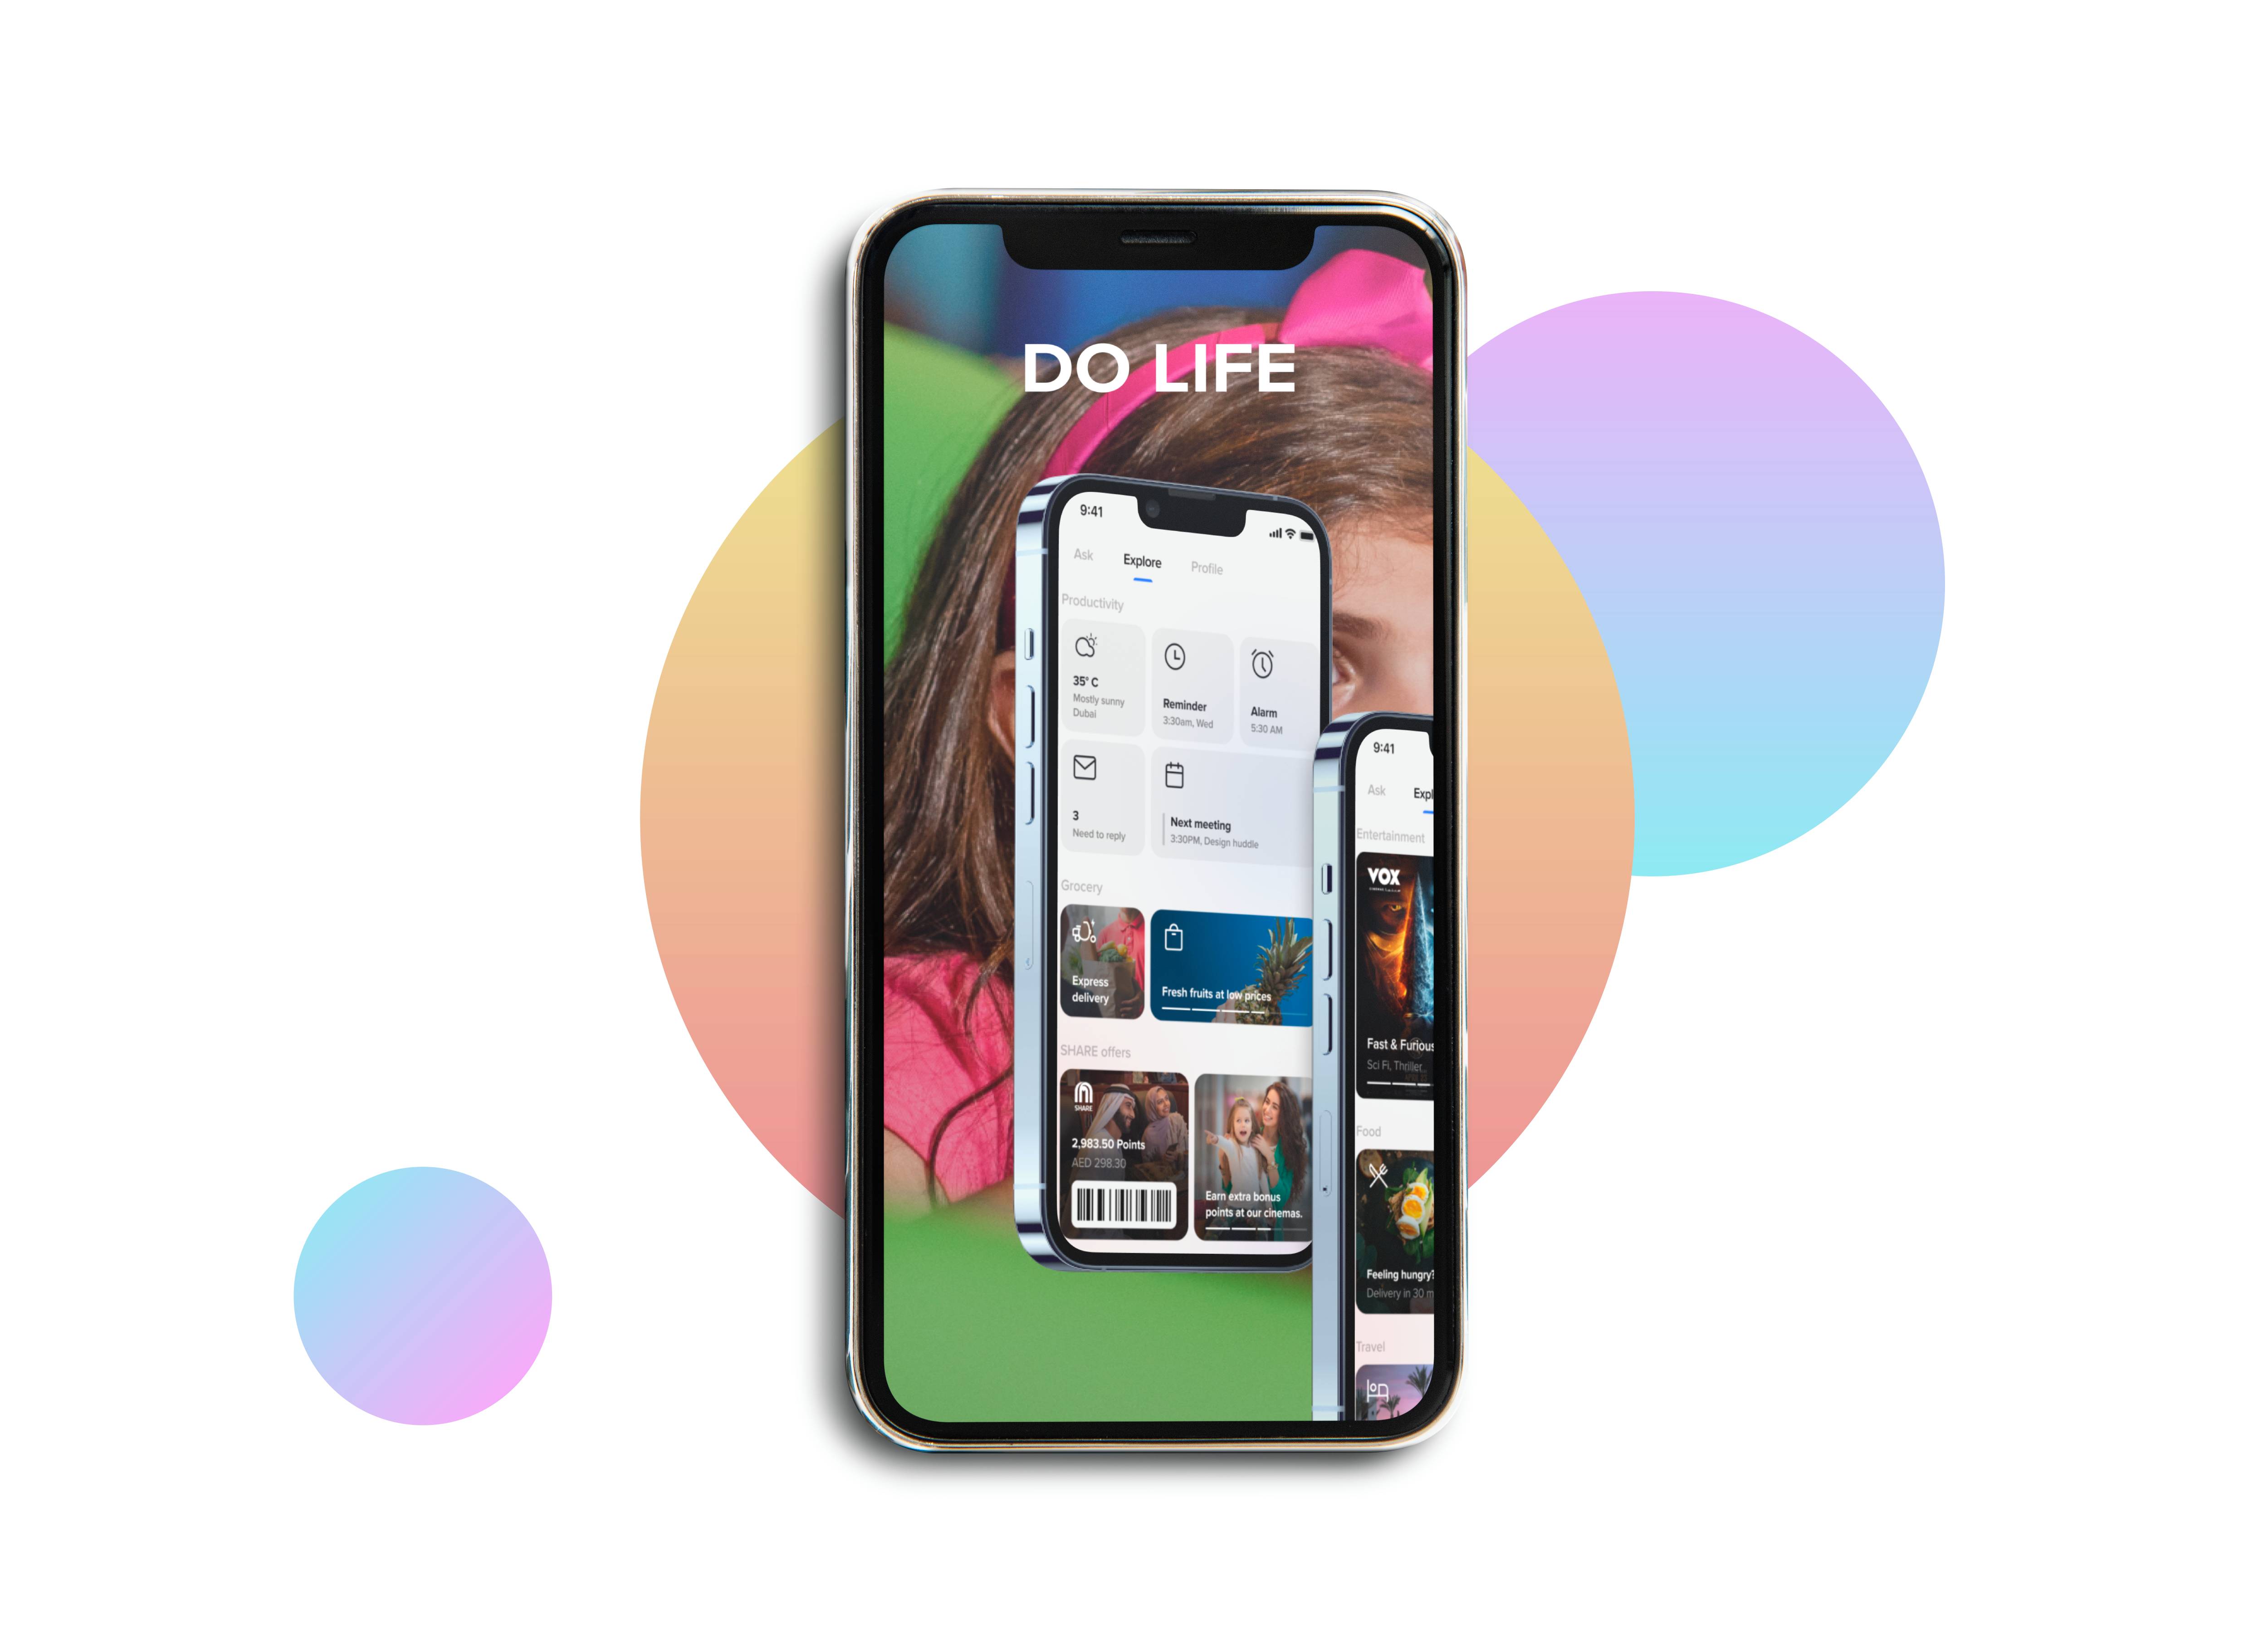 DO LIFE
9:41
Ask Explore Profile
Productivity
35° C
Mostly sunny
Dubai
Reminder
3:30am, Wed
Alarm
5:30 AM
3
Need to reply
Next meeting
3:30PM, Design huddle
Grocery
Express
delivery
Fresh fruits at low prices
SHARE offers
SHARE
2,983.50 Points
AED 298.30
Earn extra bonus
points at our cinemas.
9:41
Ask Expl
Entertainment
VOX
Fast & Furious
Sci Fi, Thriller
Food
Feeling hungry?
Delivery in 30 m
Travel